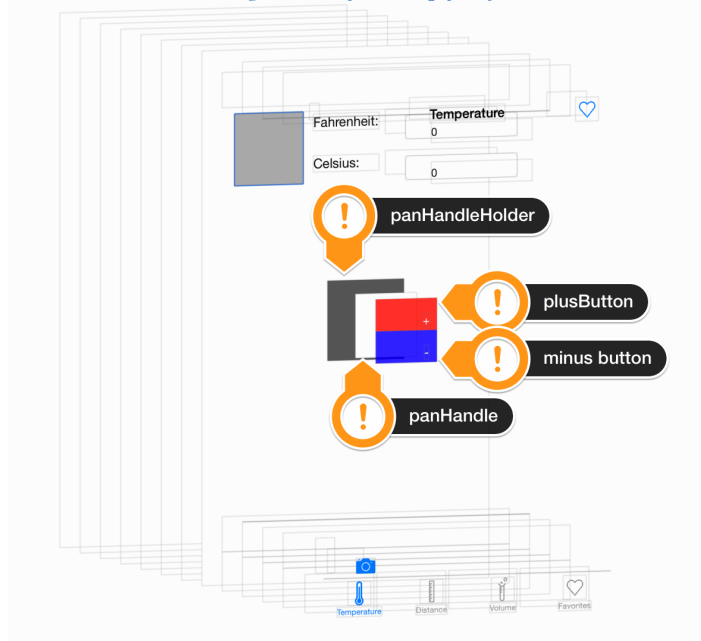 Temperature
Fahrenheit:
0
Celsius:
0
panHandleHolder
plusButton
+
minus button
-
panHandle
Temperature
Distance
Volume
Favorites